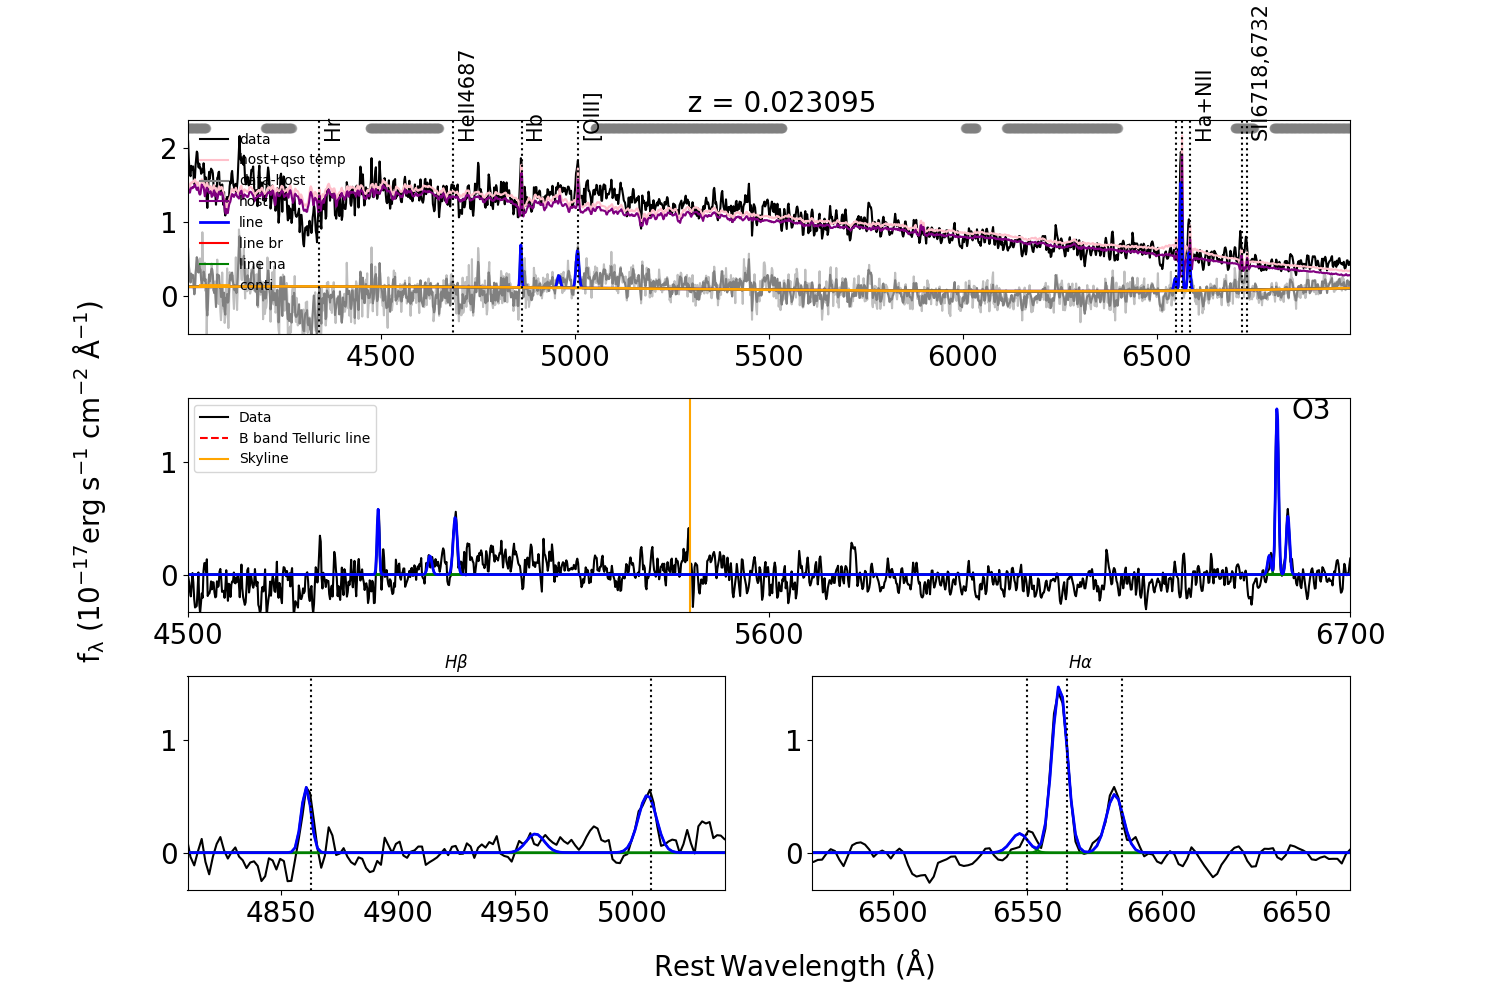 z = 0.023095
Hr
HeII4687
Hb
[OIII]
Ha+NII
SII6718,6732
data
host+qso temp
data-host
host
line
line br
line na
conti
2
1
0
4500
5000
5500
6000
6500
Data
B band Telluric line
Skyline
O3
1
0
4500
5600
6700
fλ (10⁻¹⁷erg s⁻¹ cm⁻² Å⁻¹)
Hβ
1
0
4850
4900
4950
5000
Hα
1
0
6500
6550
6600
6650
Rest Wavelength (Å)